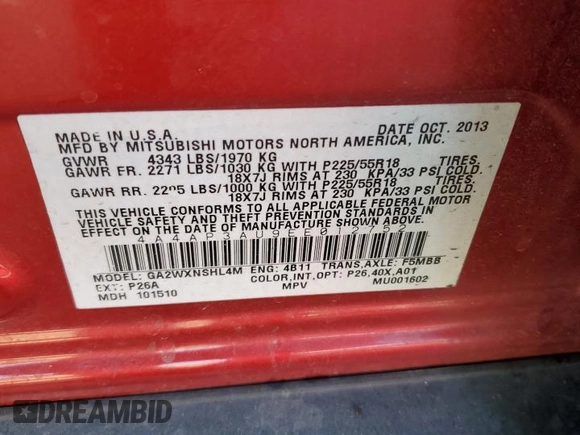 MADE IN U.S.A. DATE OCT. 2013
MFD BY MITSUBISHI MOTORS NORTH AMERICA, INC.
GVWR 4343 LBS/1970 KG
GAWR FR. 2271 LBS/1030 KG WITH P225/55R18 TIRES,
18X7J RIMS AT 230 KPA/33 PSI COLD.
GAWR RR. 2205 LBS/1000 KG WITH P225/55R18 TIRES,
18X7J RIMS AT 230 KPA/33 PSI COLD.
THIS VEHICLE CONFORMS TO ALL APPLICABLE FEDERAL MOTOR
VEHICLE SAFETY AND THEFT PREVENTION STANDARDS IN
EFFECT ON THE DATE OF MANUFACTURE SHOWN ABOVE.
4A4AP3AU9EE012752
MODEL: GA2WXNSHL4M ENG: 4B11 TRANS,AXLE: F5MBB
EXT: P26A COLOR,INT,OPT: P26,40X,A01
MDH 101510 MPV MU001602
DREAMBID